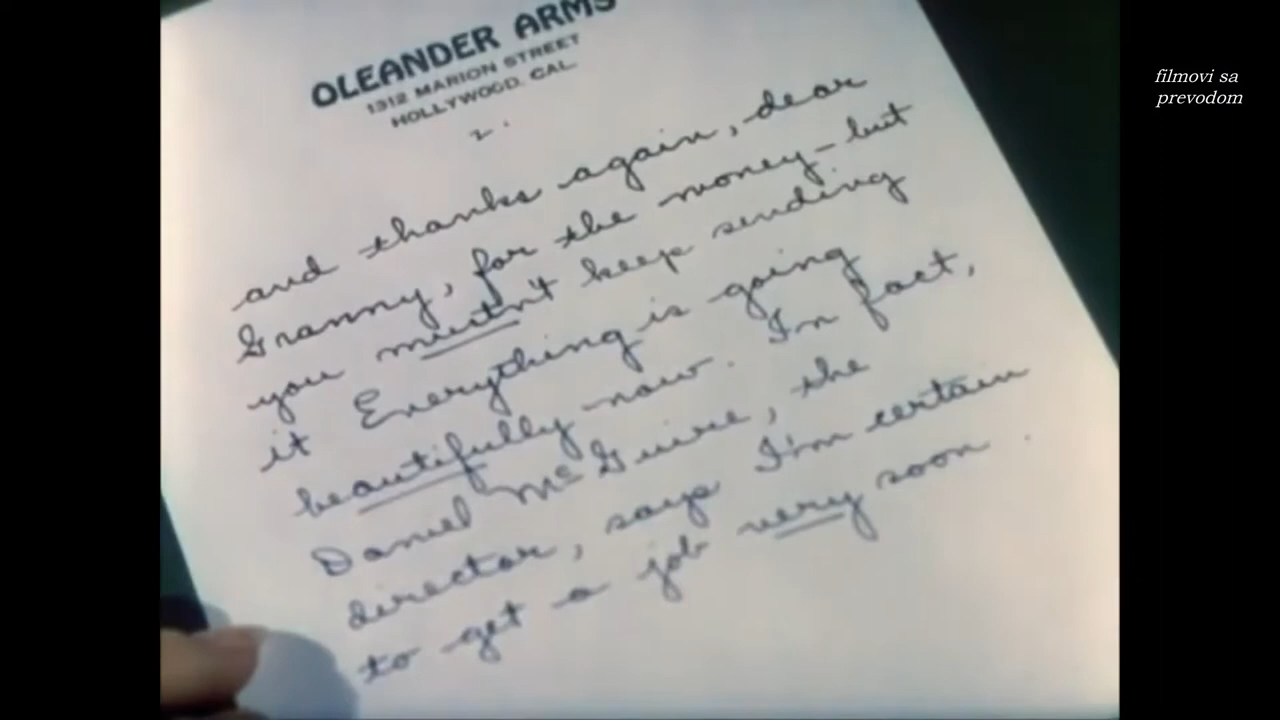 OLEANDER ARMS
1312 MARION STREET
HOLLYWOOD, CAL.
2.
and thanks again, dear
Granny, for the money – but
you mustn't keep sending
it Everything is going
beautifully now. In fact,
Daniel McGuire, the
director, says I'm certain
to get a job very soon.
filmovi sa
prevodom